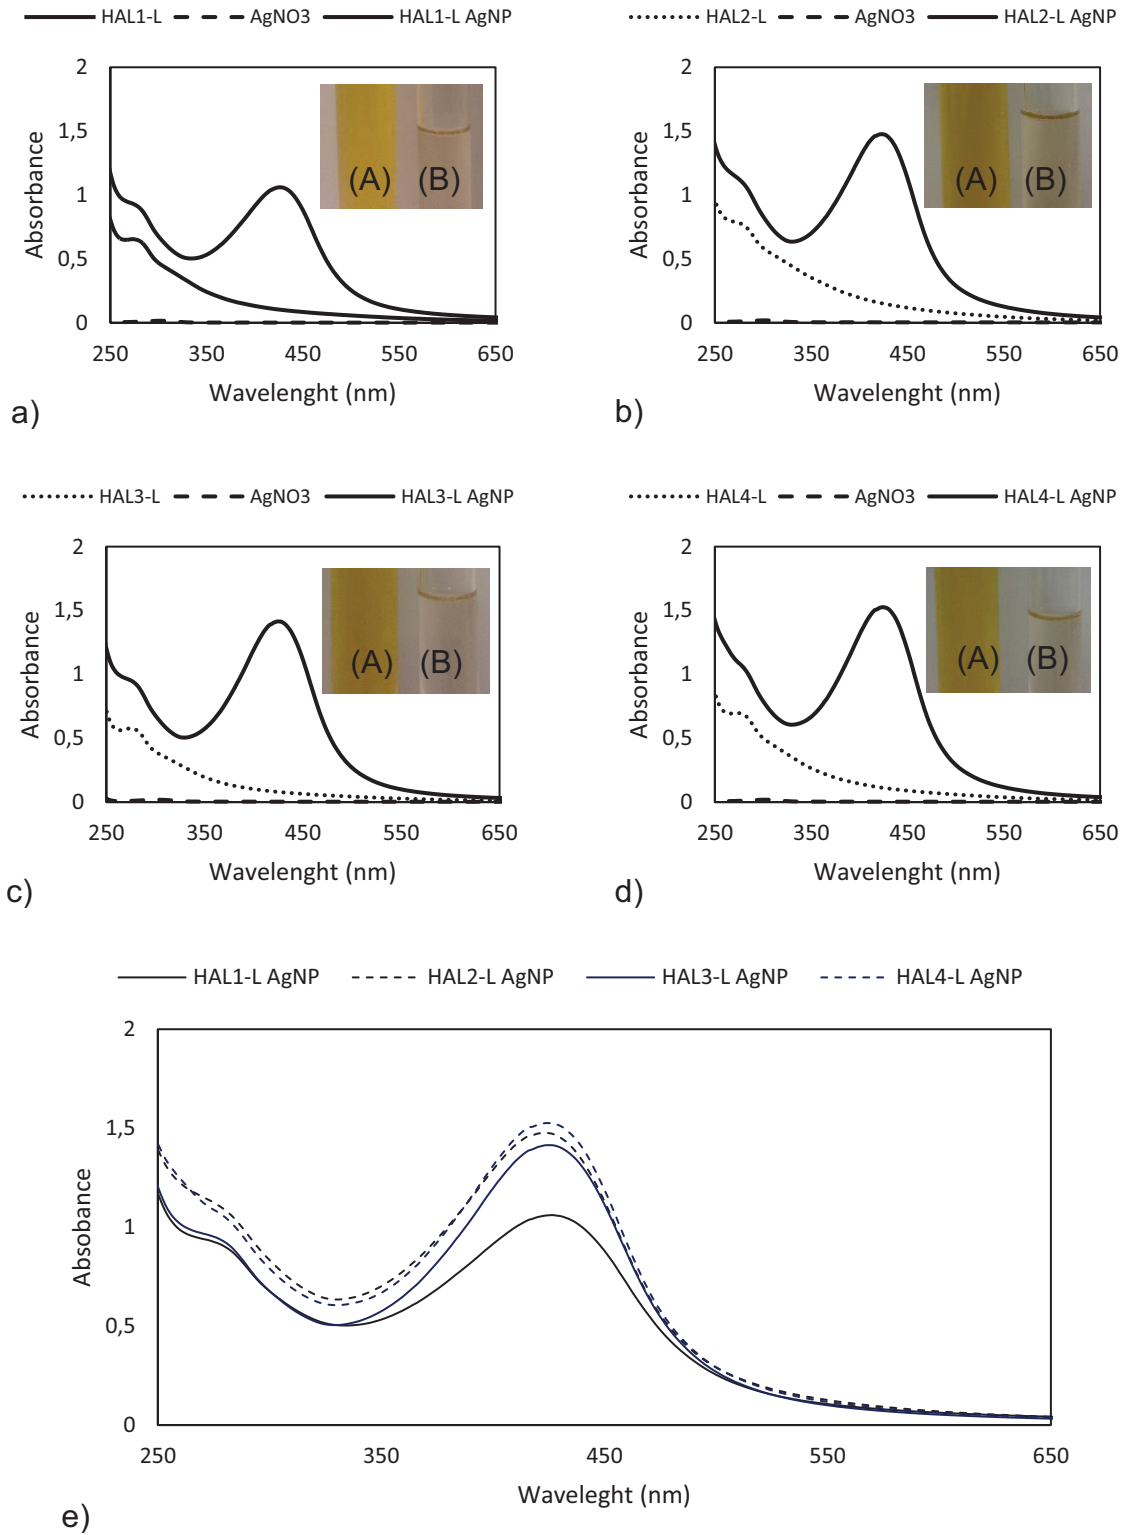 HAL1-L AgNO3 HAL1-L AgNP
2
1,5
1
0,5
0
Absorbance
(A) (B)
250 350 450 550 650
Wavelenght (nm)
a)
HAL2-L AgNO3 HAL2-L AgNP
2
1,5
1
0,5
0
Absorbance
(A) (B)
250 350 450 550 650
Wavelenght (nm)
b)
HAL3-L AgNO3 HAL3-L AgNP
2
1,5
1
0,5
0
Absorbance
(A) (B)
250 350 450 550 650
Wavelenght (nm)
c)
HAL4-L AgNO3 HAL4-L AgNP
2
1,5
1
0,5
0
Absorbance
(A) (B)
250 350 450 550 650
Wavelenght (nm)
d)
HAL1-L AgNP HAL2-L AgNP HAL3-L AgNP HAL4-L AgNP
2
1,5
1
0,5
0
Absobance
250 350 450 550 650
Waveleght (nm)
e)